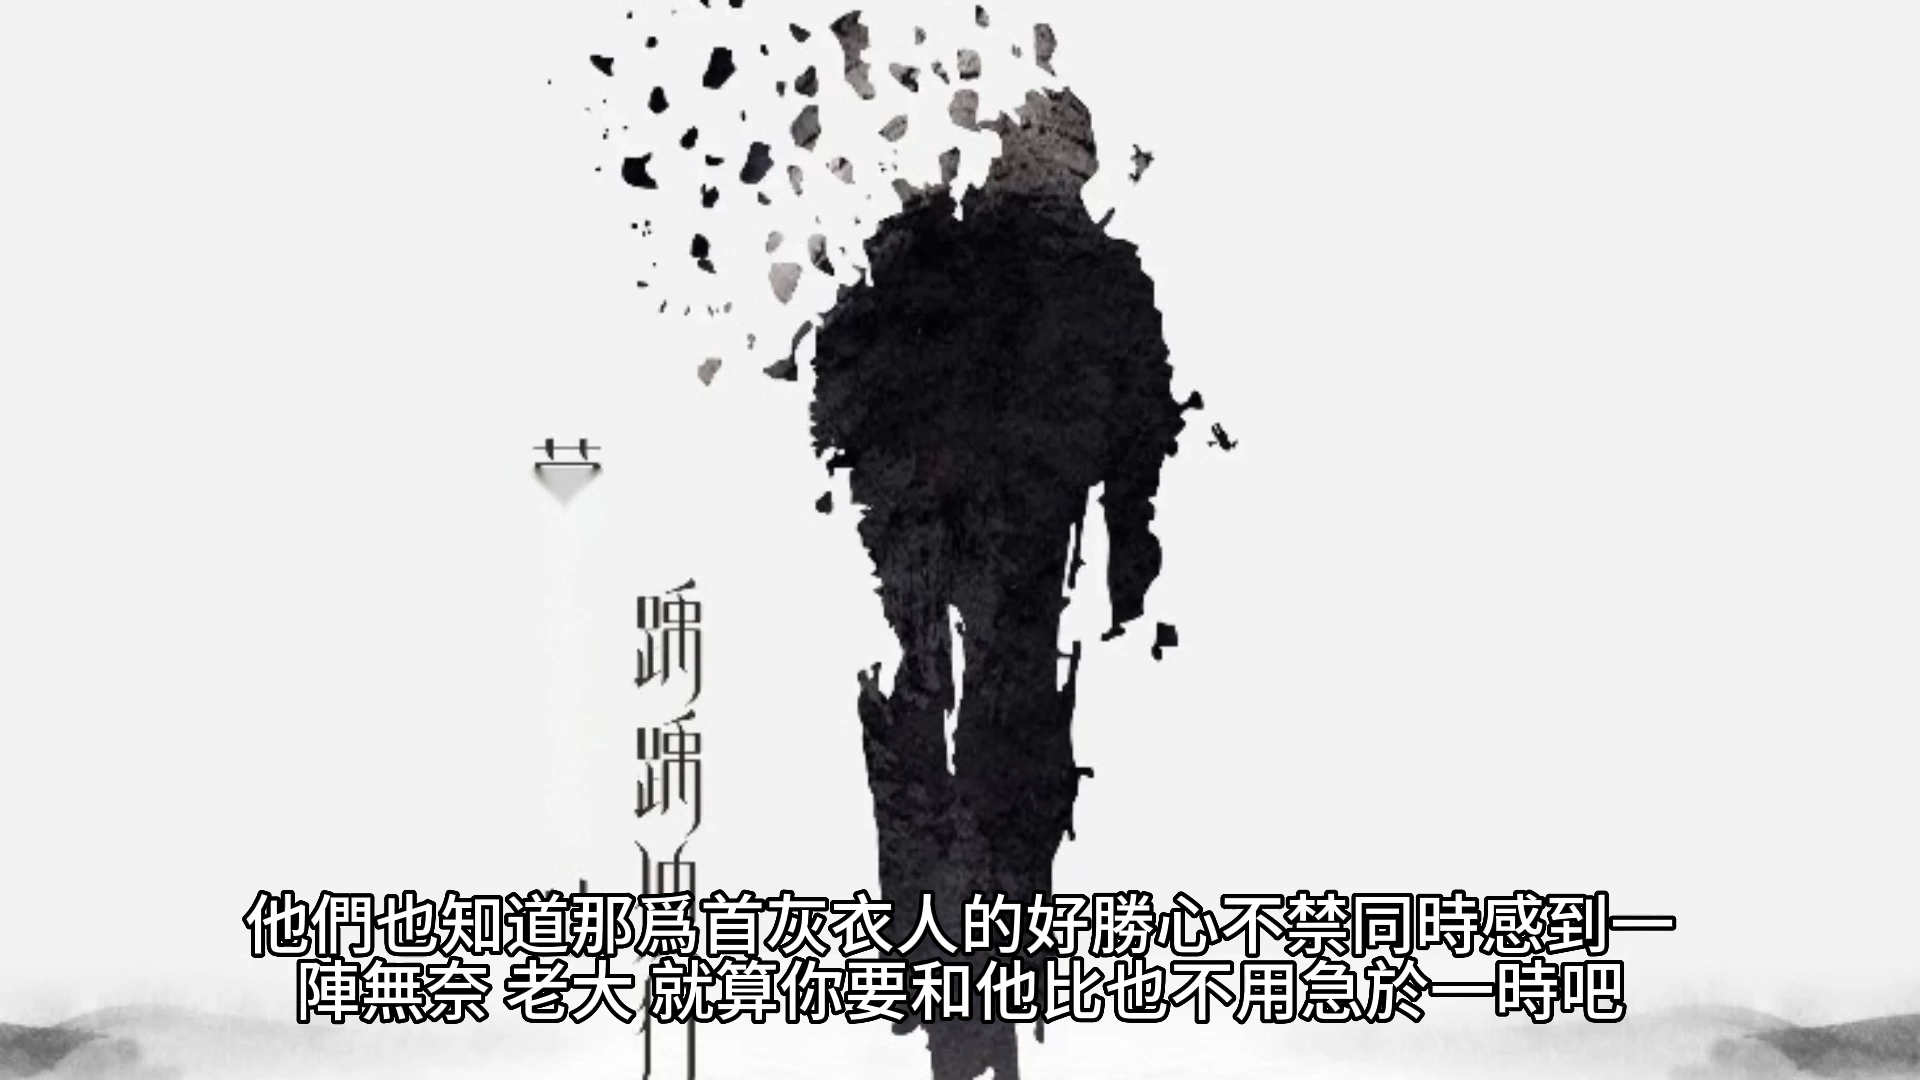 踽
踽
他們也知道那爲首灰衣人的好勝心不禁同時感到一
陣無奈 老大 就算你要和他比也不用急於一時吧